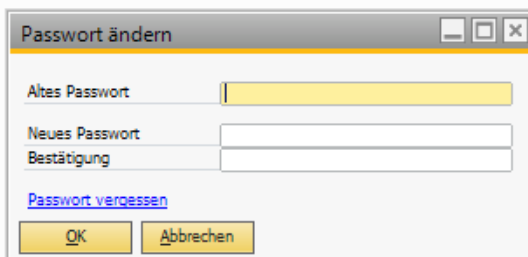 Passwort ändern
Altes Passwort
Neues Passwort
Bestätigung
Passwort vergessen
OK
Abbrechen